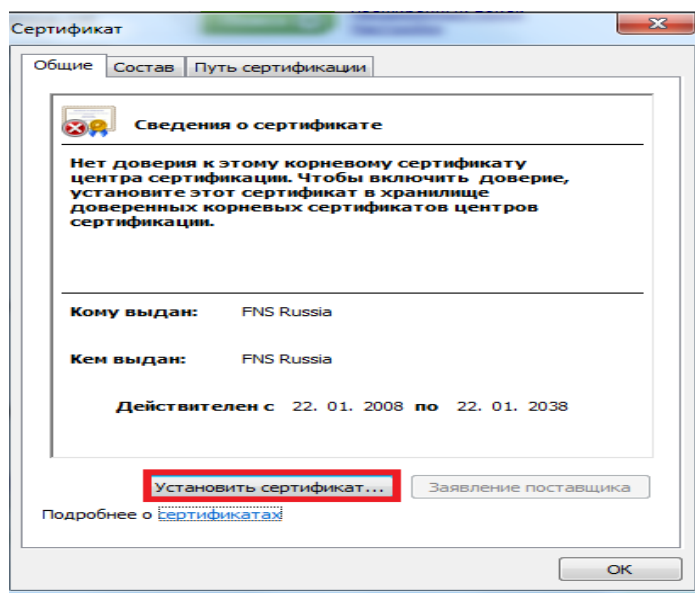 Сертификат
Общие Состав Путь сертификации
Сведения о сертификате
Нет доверия к этому корневому сертификату
центра сертификации. Чтобы включить доверие,
установите этот сертификат в хранилище
доверенных корневых сертификатов центров
сертификации.
Кому выдан: FNS Russia
Кем выдан: FNS Russia
Действителен с 22. 01. 2008 по 22. 01. 2038
Установить сертификат... Заявление поставщика
Подробнее о сертификатах
ОК